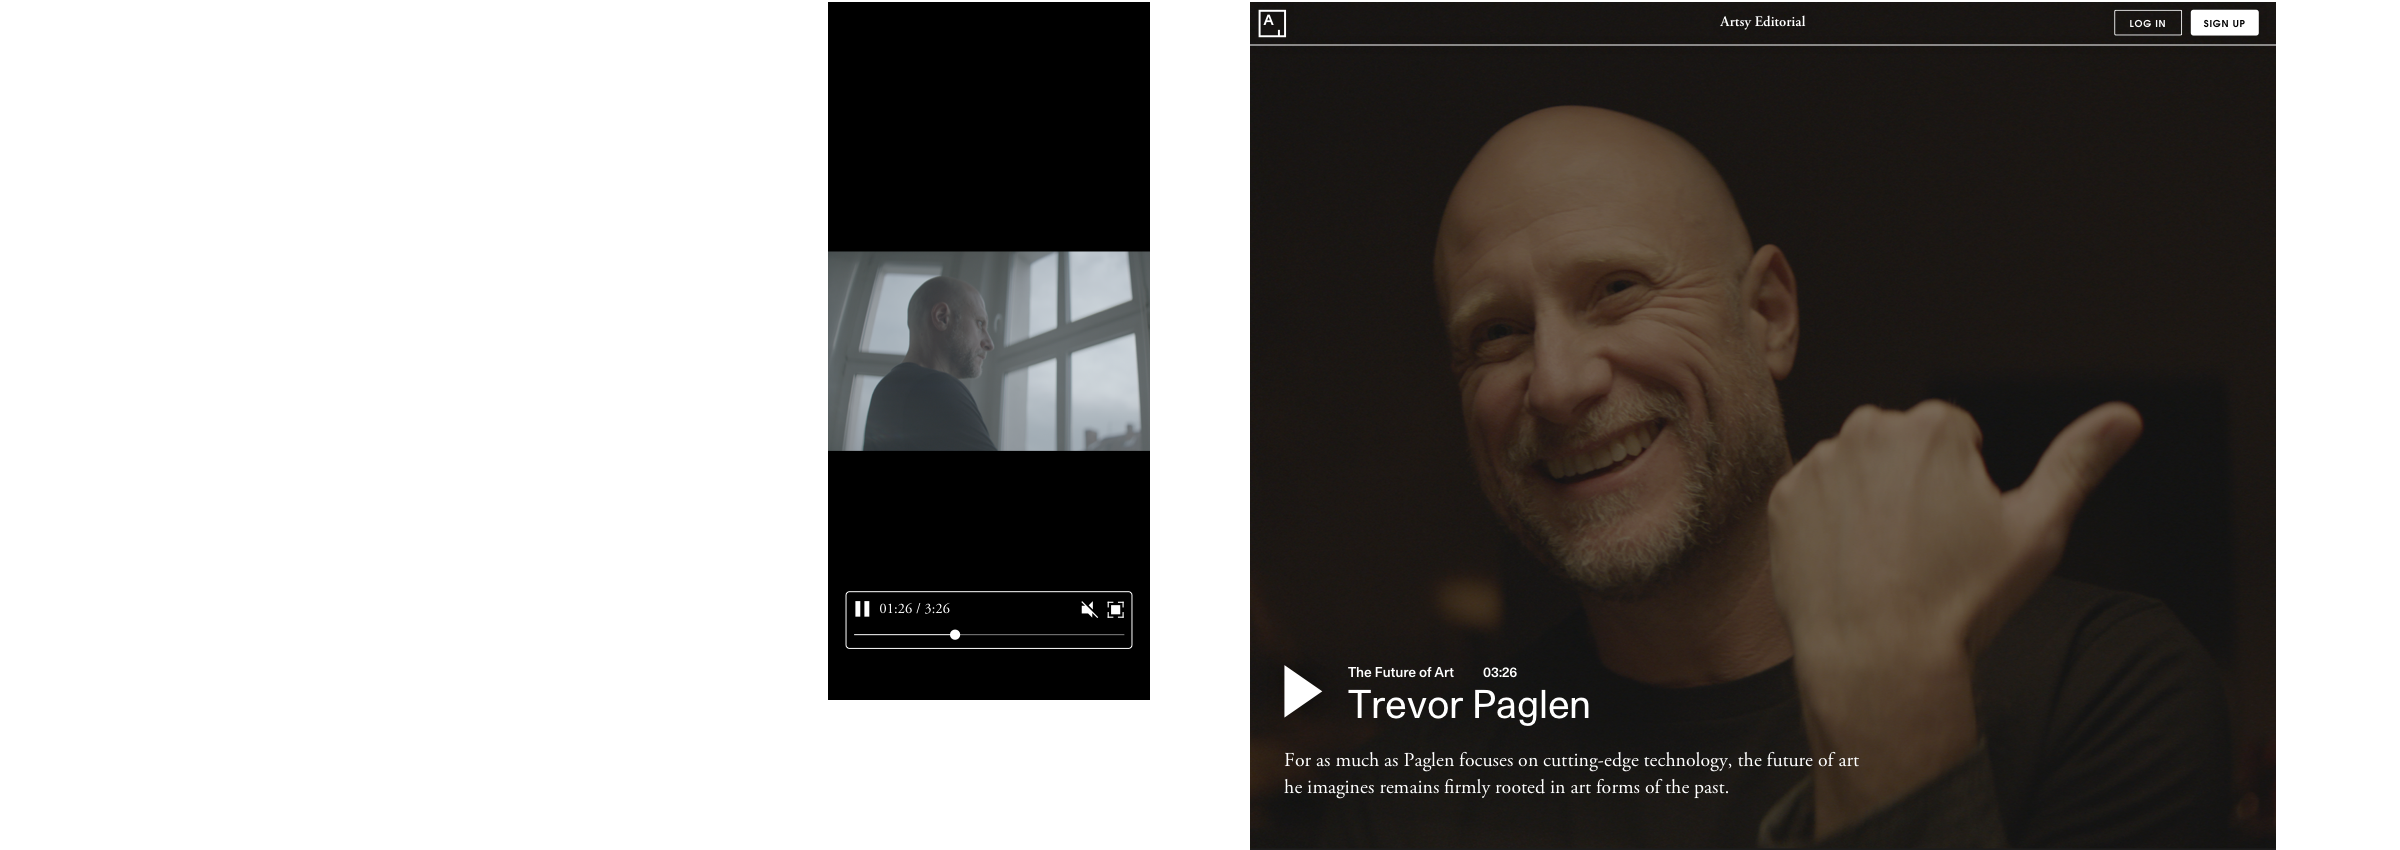 01:26 / 3:26
A
Artsy Editorial
LOG IN
SIGN UP
The Future of Art 03:26
Trevor Paglen
For as much as Paglen focuses on cutting-edge technology, the future of art
he imagines remains firmly rooted in art forms of the past.